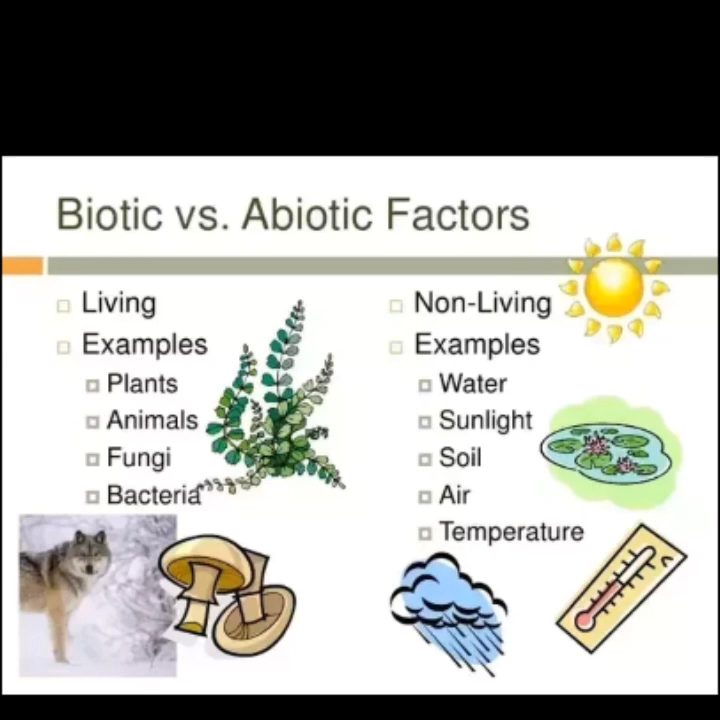 Biotic vs. Abiotic Factors
Living
Examples
Plants
Animals
Fungi
Bacteria
Non-Living
Examples
Water
Sunlight
Soil
Air
Temperature